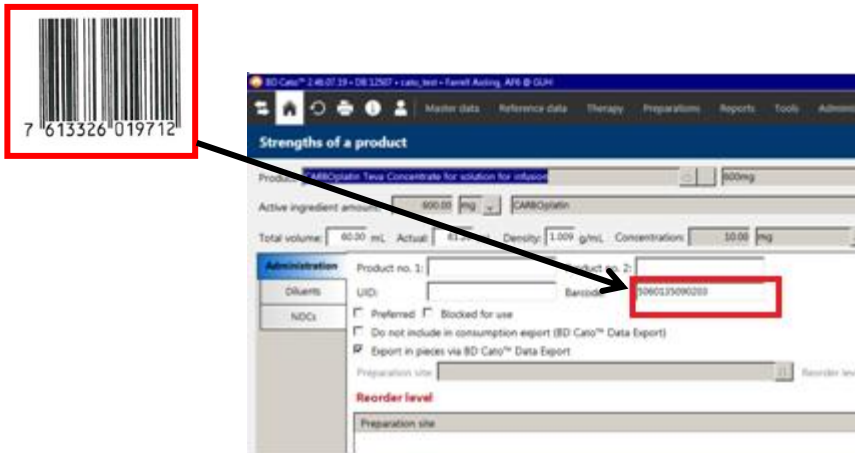 7 613326 019712
BD Cato™ 2.46.07.19 • DB:12507 • cato_test • Farrell Aisling, AF6 @ GUH
Master data Reference data Therapy Preparations Reports Tools
Strengths of a product
Product: CARBOplatin Teva Concentrate for solution for infusion 600mg
Active ingredient amount: 600.00 mg CARBOplatin
Total volume: 60.00 mL Actual: mL Density: 1.009 g/mL Concentration: 10.00 mg
Administration Product no. 1: Product no. 2:
Diluents UID: Barcode: 5060135090203
NDCs Preferred Blocked for use
Do not include in consumption export (BD Cato™ Data Export)
Export in pieces via BD Cato™ Data Export
Preparation site Reorder
Reorder level
Preparation site